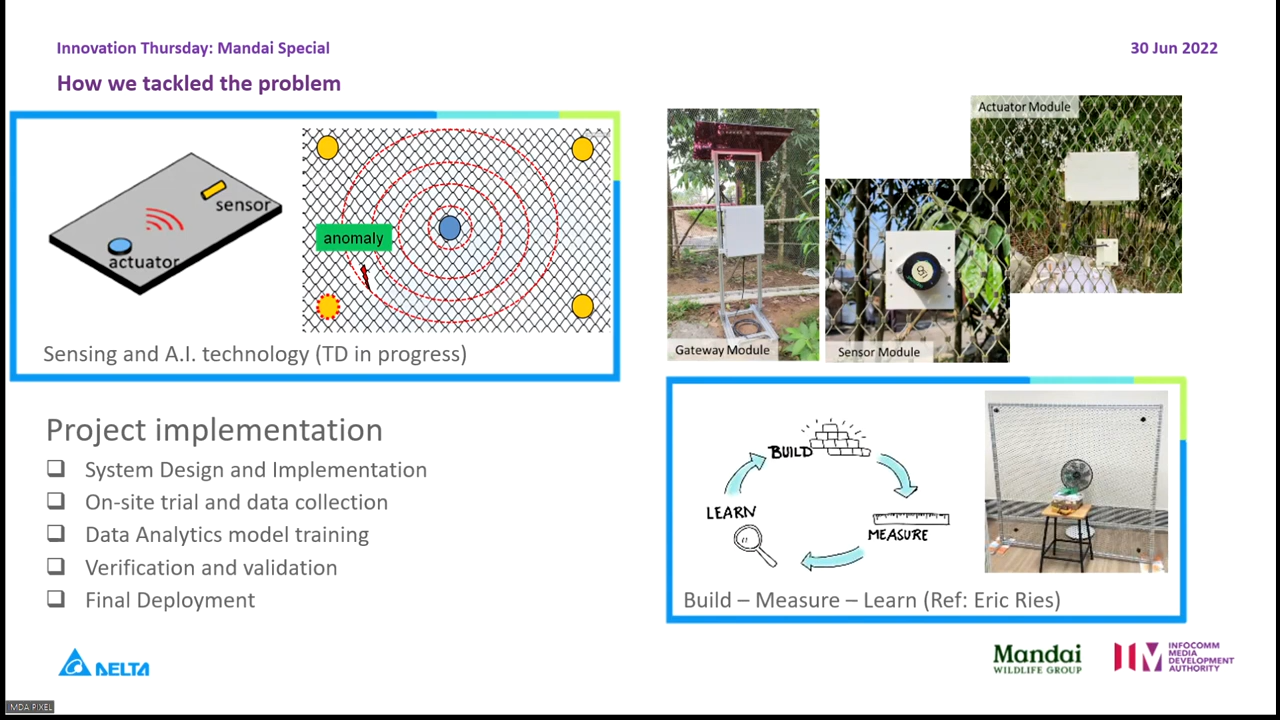 Innovation Thursday: Mandai Special
30 Jun 2022
How we tackled the problem
sensor
actuator
anomaly
Sensing and A.I. technology (TD in progress)
Gateway Module
Sensor Module
Actuator Module
Project implementation
System Design and Implementation
On-site trial and data collection
Data Analytics model training
Verification and validation
Final Deployment
BUILD
MEASURE
LEARN
Build – Measure – Learn (Ref: Eric Ries)
DELTA
Mandai
WILDLIFE GROUP
INFOCOMM
MEDIA
DEVELOPMENT
AUTHORITY
IMDA PIXEL